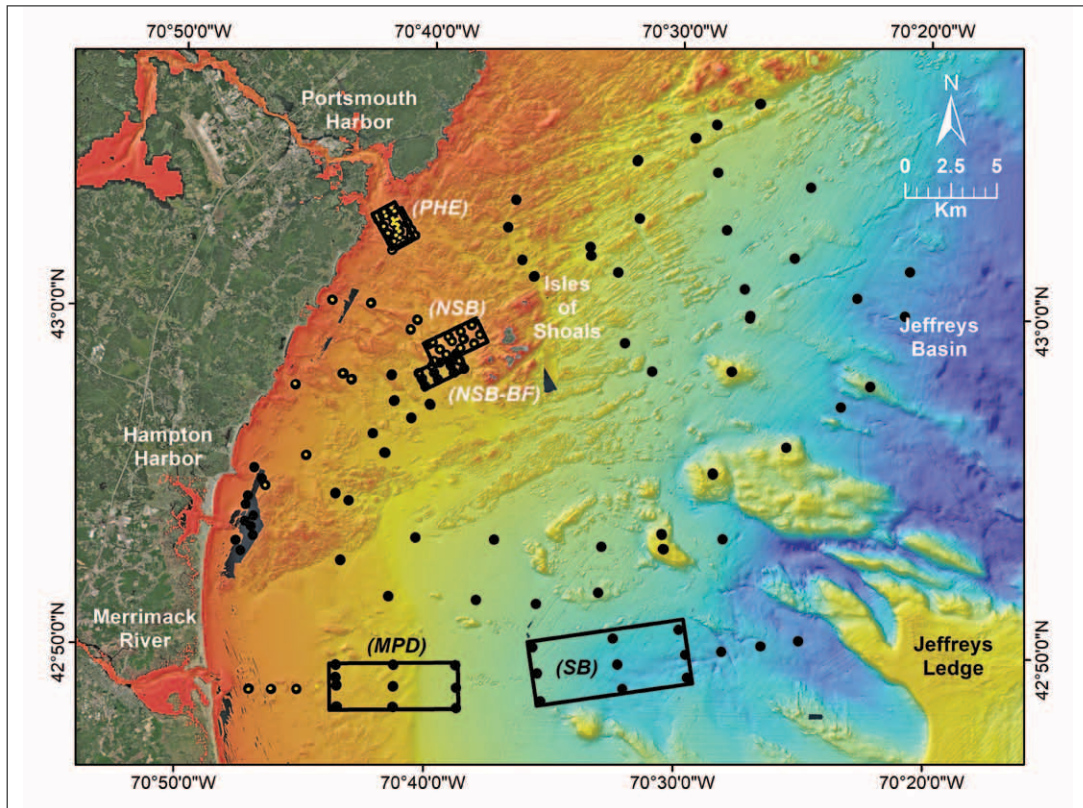 70°50'0"W
70°40'0"W
70°30'0"W
70°20'0"W
Portsmouth
Harbor
N
0 2.5 5
Km
(PHE)
43°0'0"N
43°0'0"N
Isles
of
Shoals
(NSB)
Jeffreys
Basin
(NSB-BF)
Hampton
Harbor
Merrimack
River
(MPD)
(SB)
Jeffreys
Ledge
42°50'0"N
42°50'0"N
70°50'0"W
70°40'0"W
70°30'0"W
70°20'0"W